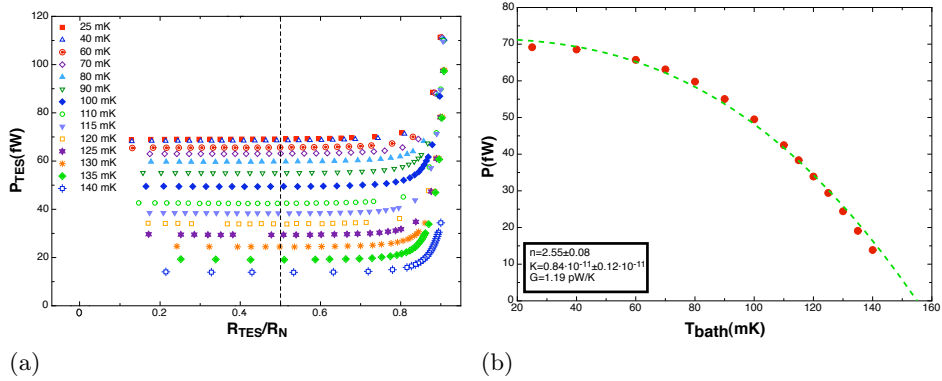 120
100
80
60
40
20
0
P_TES(fW)
25 mK
40 mK
60 mK
70 mK
80 mK
90 mK
100 mK
110 mK
115 mK
120 mK
125 mK
130 mK
135 mK
140 mK
0.0 0.2 0.4 0.6 0.8
R_TES/R_N
(a)
80
70
60
50
40
30
20
10
0
P(fW)
n=2.55±0.08
K=0.84·10^-11±0.12·10^-11
G=1.19 pW/K
20 40 60 80 100 120 140 160
T_bath(mK)
(b)